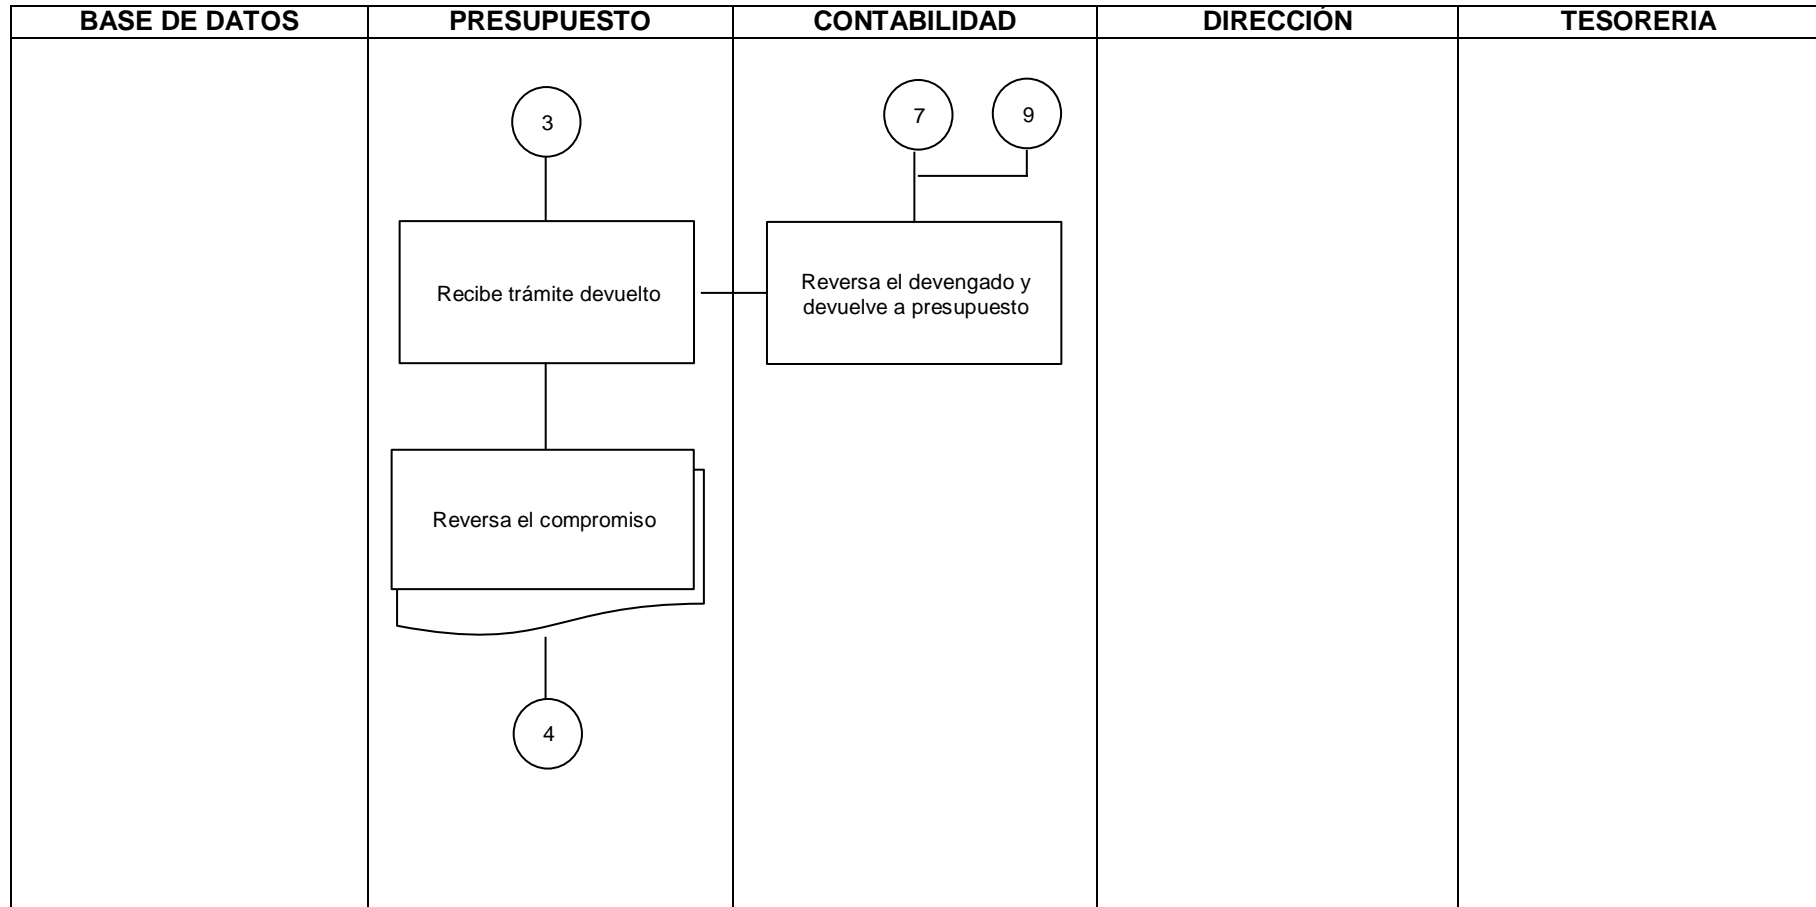 BASE DE DATOS
PRESUPUESTO
CONTABILIDAD
DIRECCIÓN
TESORERIA
3
7
9
Recibe trámite devuelto
Reversa el devengado y
devuelve a presupuesto
Reversa el compromiso
4